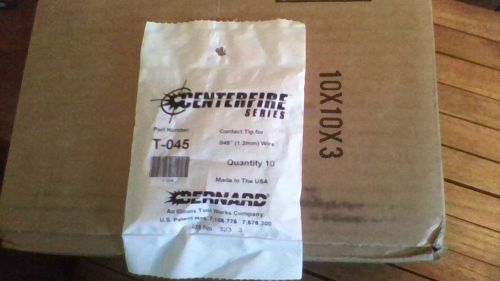 CENTERFIRE
SERIES
Part Number
Contact Tip for
T-045
.045" (1.2mm) Wire
Quantity 10
Made In The USA
BERNARD
An Illinois Tool Works Company
U.S. Patent Nos. 7,105,775 7,576,300
10X10X3